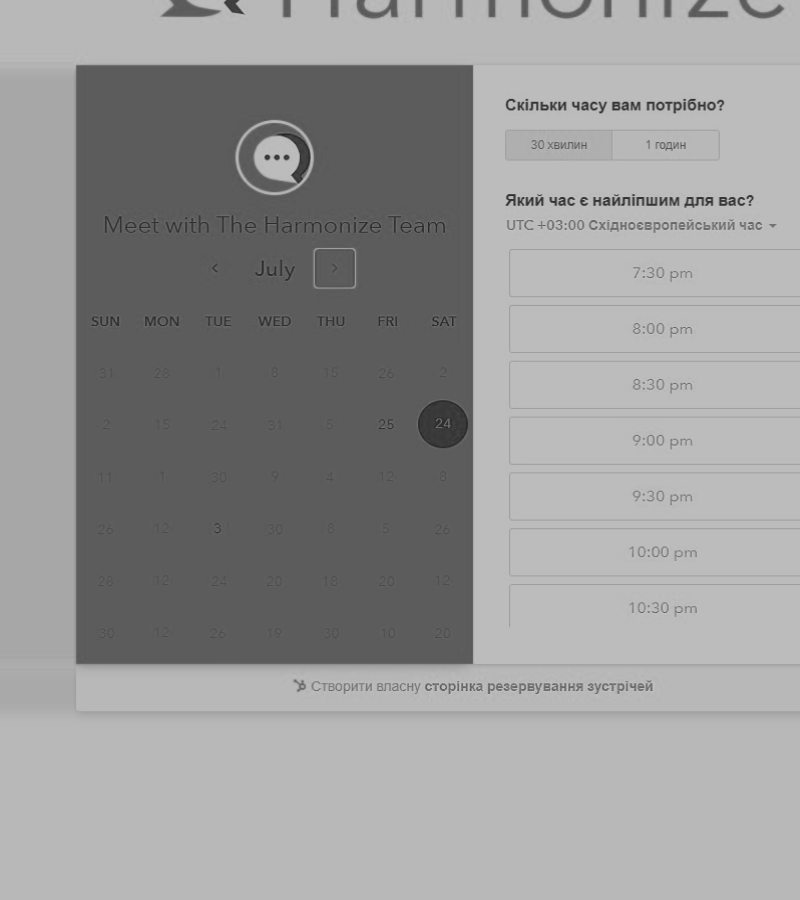 Harmonize
Meet with The Harmonize Team
July
SUN MON TUE WED THU FRI SAT
31 28 1 8 15 26 2
2 15 24 31 5 25 24
11 1 30 9 4 12 8
26 12 3 30 8 5 26
28 12 24 20 18 20 12
30 12 26 19 30 10 20
Скільки часу вам потрібно?
30 хвилин 1 годин
Який час є найліпшим для вас?
UTC +03:00 Східноєвропейський час
7:30 pm
8:00 pm
8:30 pm
9:00 pm
9:30 pm
10:00 pm
10:30 pm
Створити власну сторінка резервування зустрічей